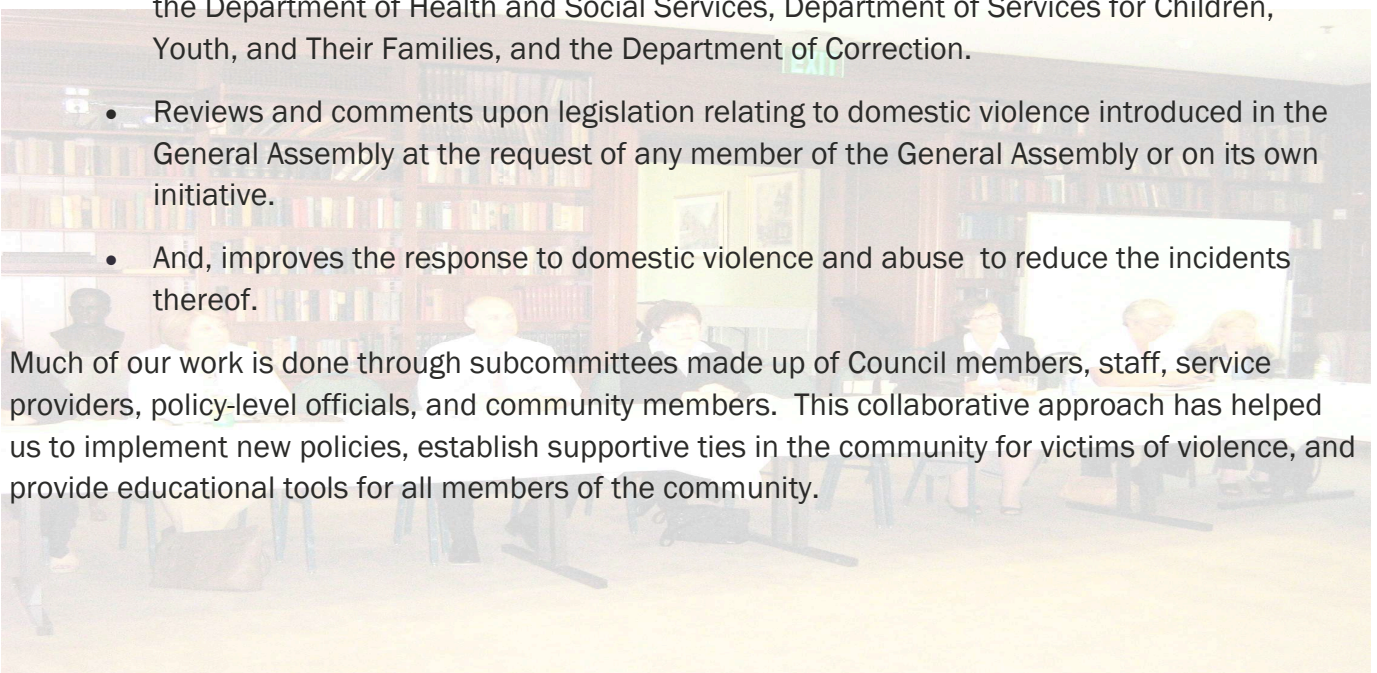 the Department of Health and Social Services, Department of Services for Children,
Youth, and Their Families, and the Department of Correction.
• Reviews and comments upon legislation relating to domestic violence introduced in the
General Assembly at the request of any member of the General Assembly or on its own
initiative.
• And, improves the response to domestic violence and abuse  to reduce the incidents
thereof.
Much of our work is done through subcommittees made up of Council members, staff, service
providers, policy-level officials, and community members.  This collaborative approach has helped
us to implement new policies, establish supportive ties in the community for victims of violence, and
provide educational tools for all members of the community.
EXIT